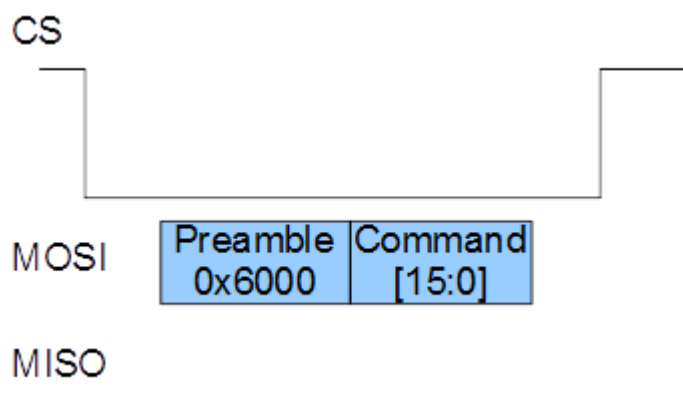 CS
MOSI
Preamble
0x6000
Command
[15:0]
MISO